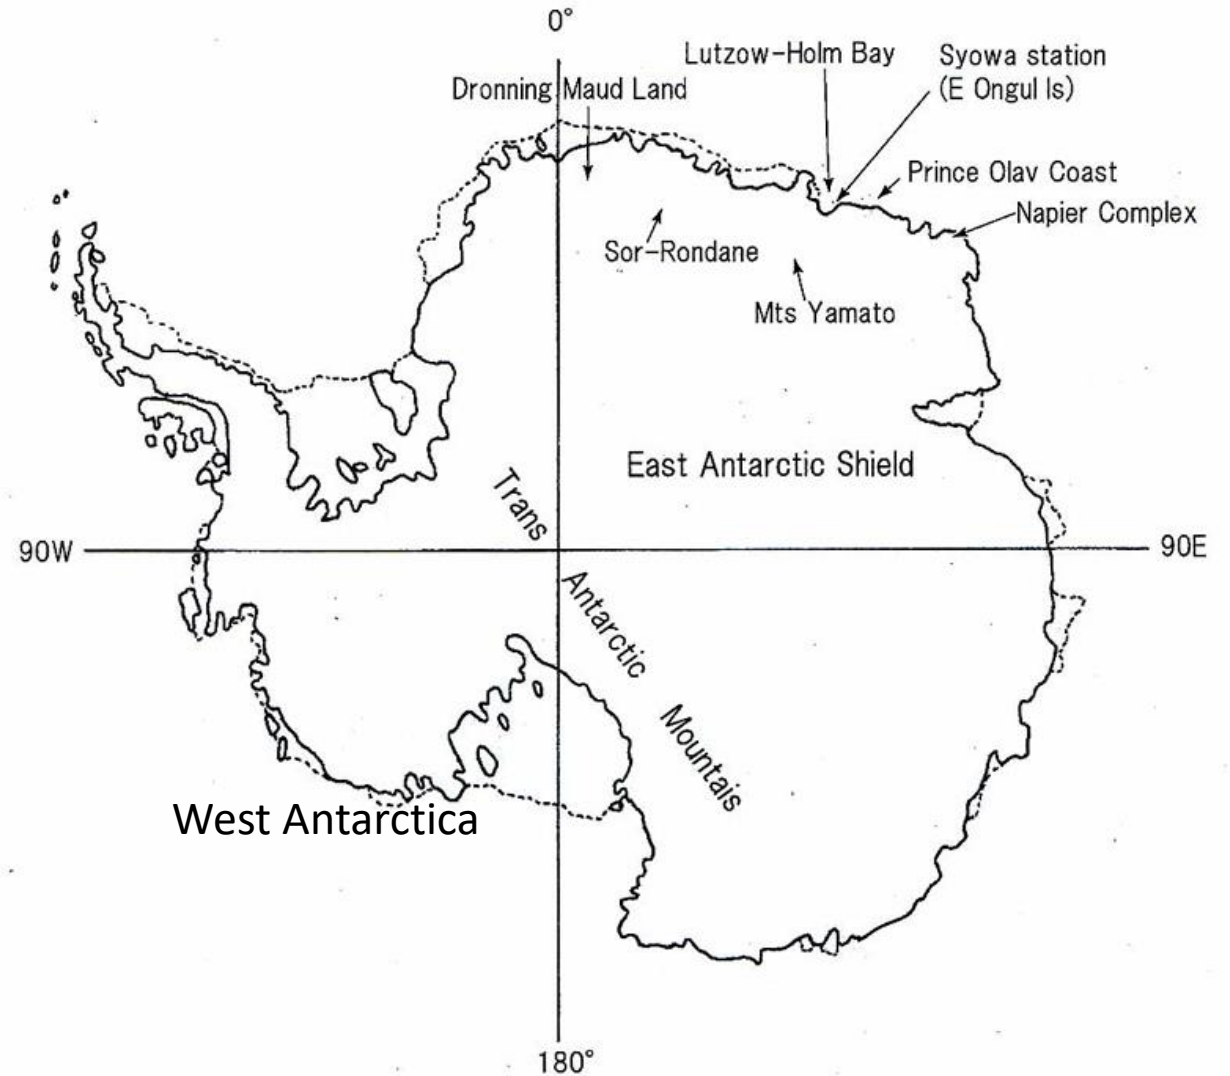 0°
Lutzow-Holm Bay
Syowa station
(E Ongul Is)
Dronning Maud Land
Prince Olav Coast
Napier Complex
Sor-Rondane
Mts Yamato
East Antarctic Shield
Trans
90W
90E
Antarctic
Mountais
West Antarctica
180°